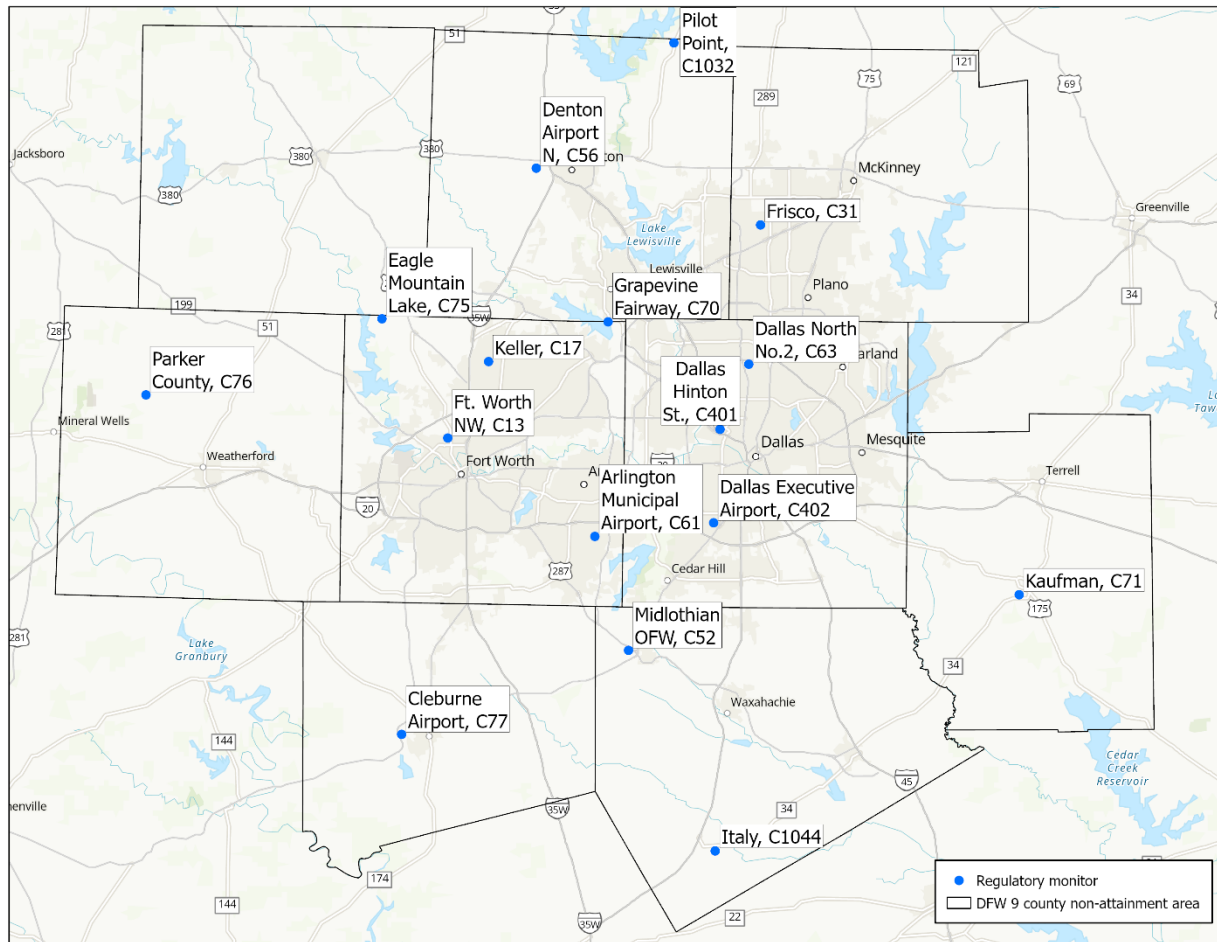 35
Pilot
Point,
C1032
51
121
75
69
289
Denton
Airport
N, C56
ton
Jacksboro
380
380
380
McKinney
Greenville
Frisco, C31
Lake
Lewisville
Eagle
Mountain
Lake, C75
Lewisville
Grapevine
Fairway, C70
Plano
34
199
35W
281
51
Dallas North
No.2, C63
Keller, C17
arland
Parker
County, C76
Dallas
Hinton
St., C401
Ft. Worth
NW, C13
Mineral Wells
Dallas
Mesquite
Weatherford
Fort Worth
Terrell
Arlington
Municipal
Airport, C61
Dallas Executive
Airport, C402
20
287
Cedar Hill
Kaufman, C71
175
Midlothian
OFW, C52
281
Lake
Granbury
34
Cleburne
Airport, C77
Waxahachie
144
Cedar
Creek
Reservoir
45
35W
34
Italy, C1044
174
144
35W
22
Regulatory monitor
DFW 9 county non-attainment area